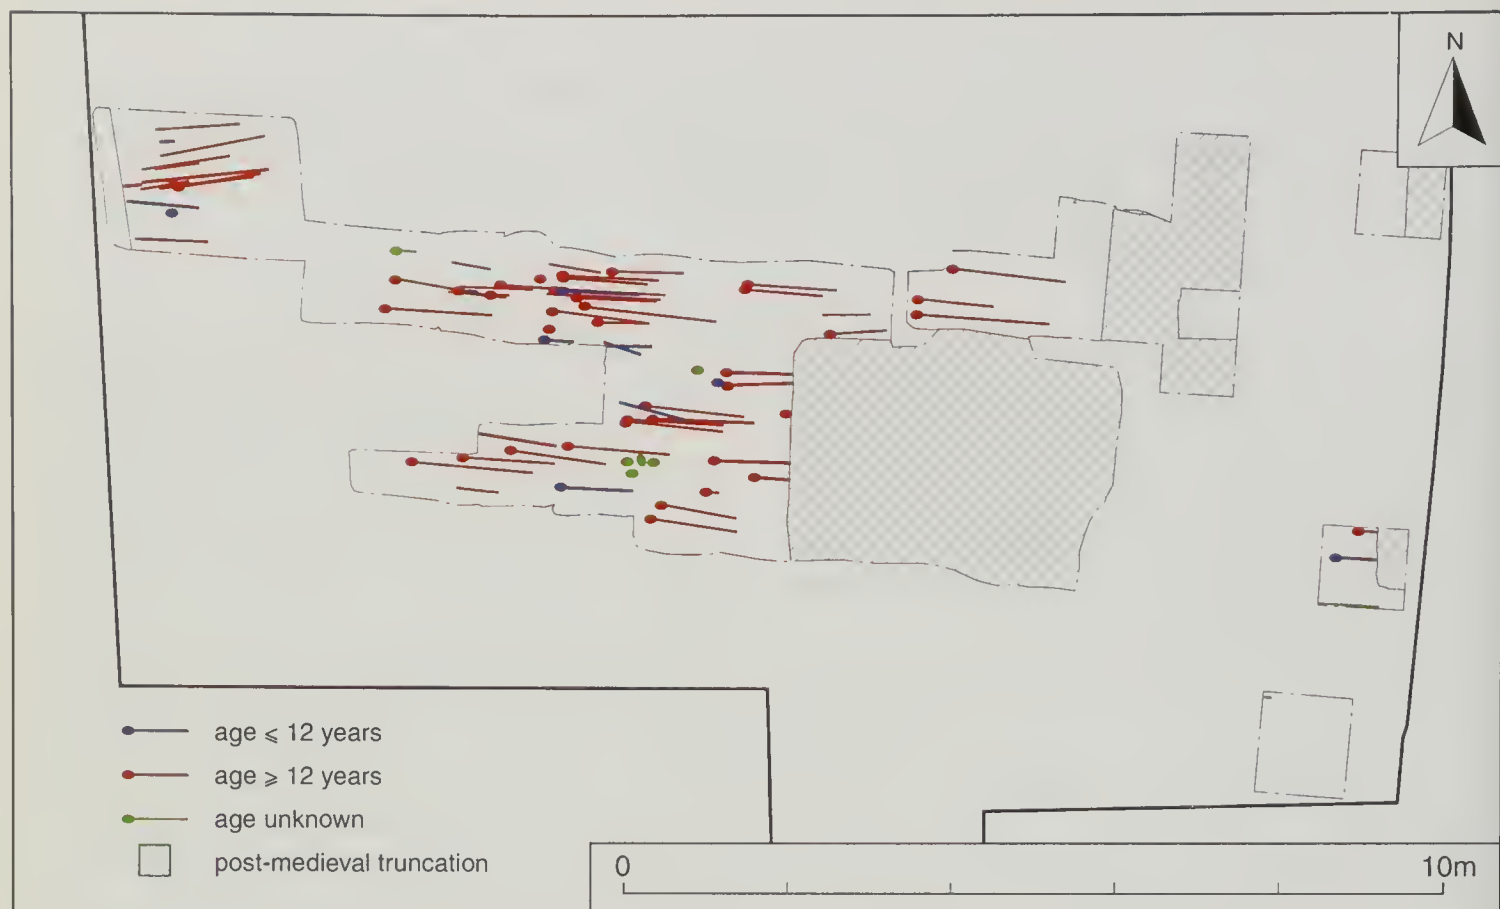 N
age ⩽ 12 years
age ⩾ 12 years
age unknown
post-medieval truncation
0 10m